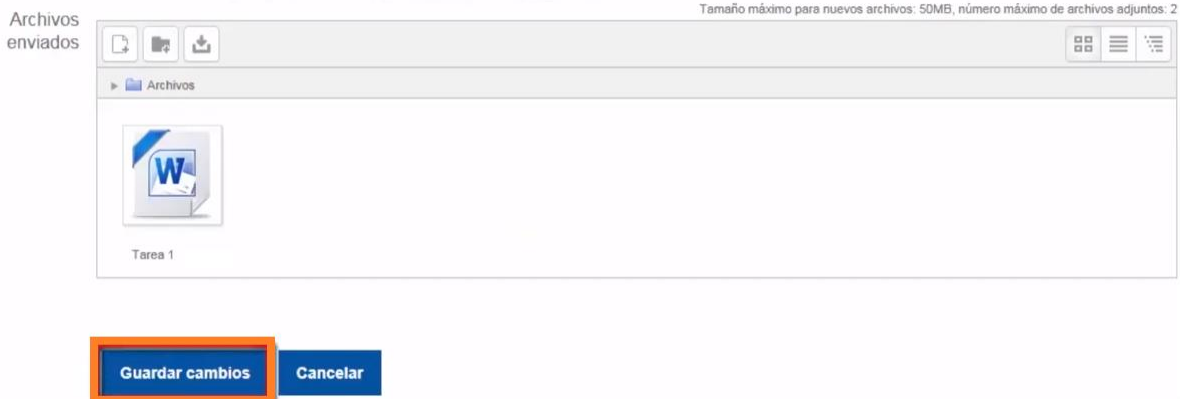 Tamaño máximo para nuevos archivos: 50MB, número máximo de archivos adjuntos: 2
Archivos
enviados
Archivos
W
Tarea 1
Guardar cambios
Cancelar